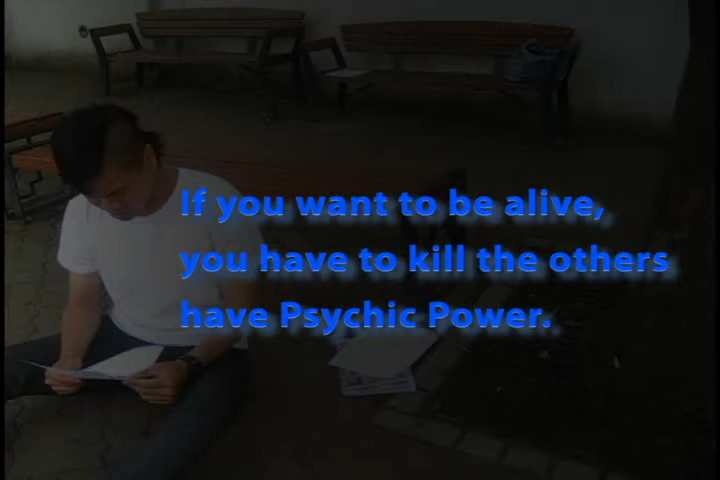 If you want to be alive,
you have to kill the others
have Psychic Power.